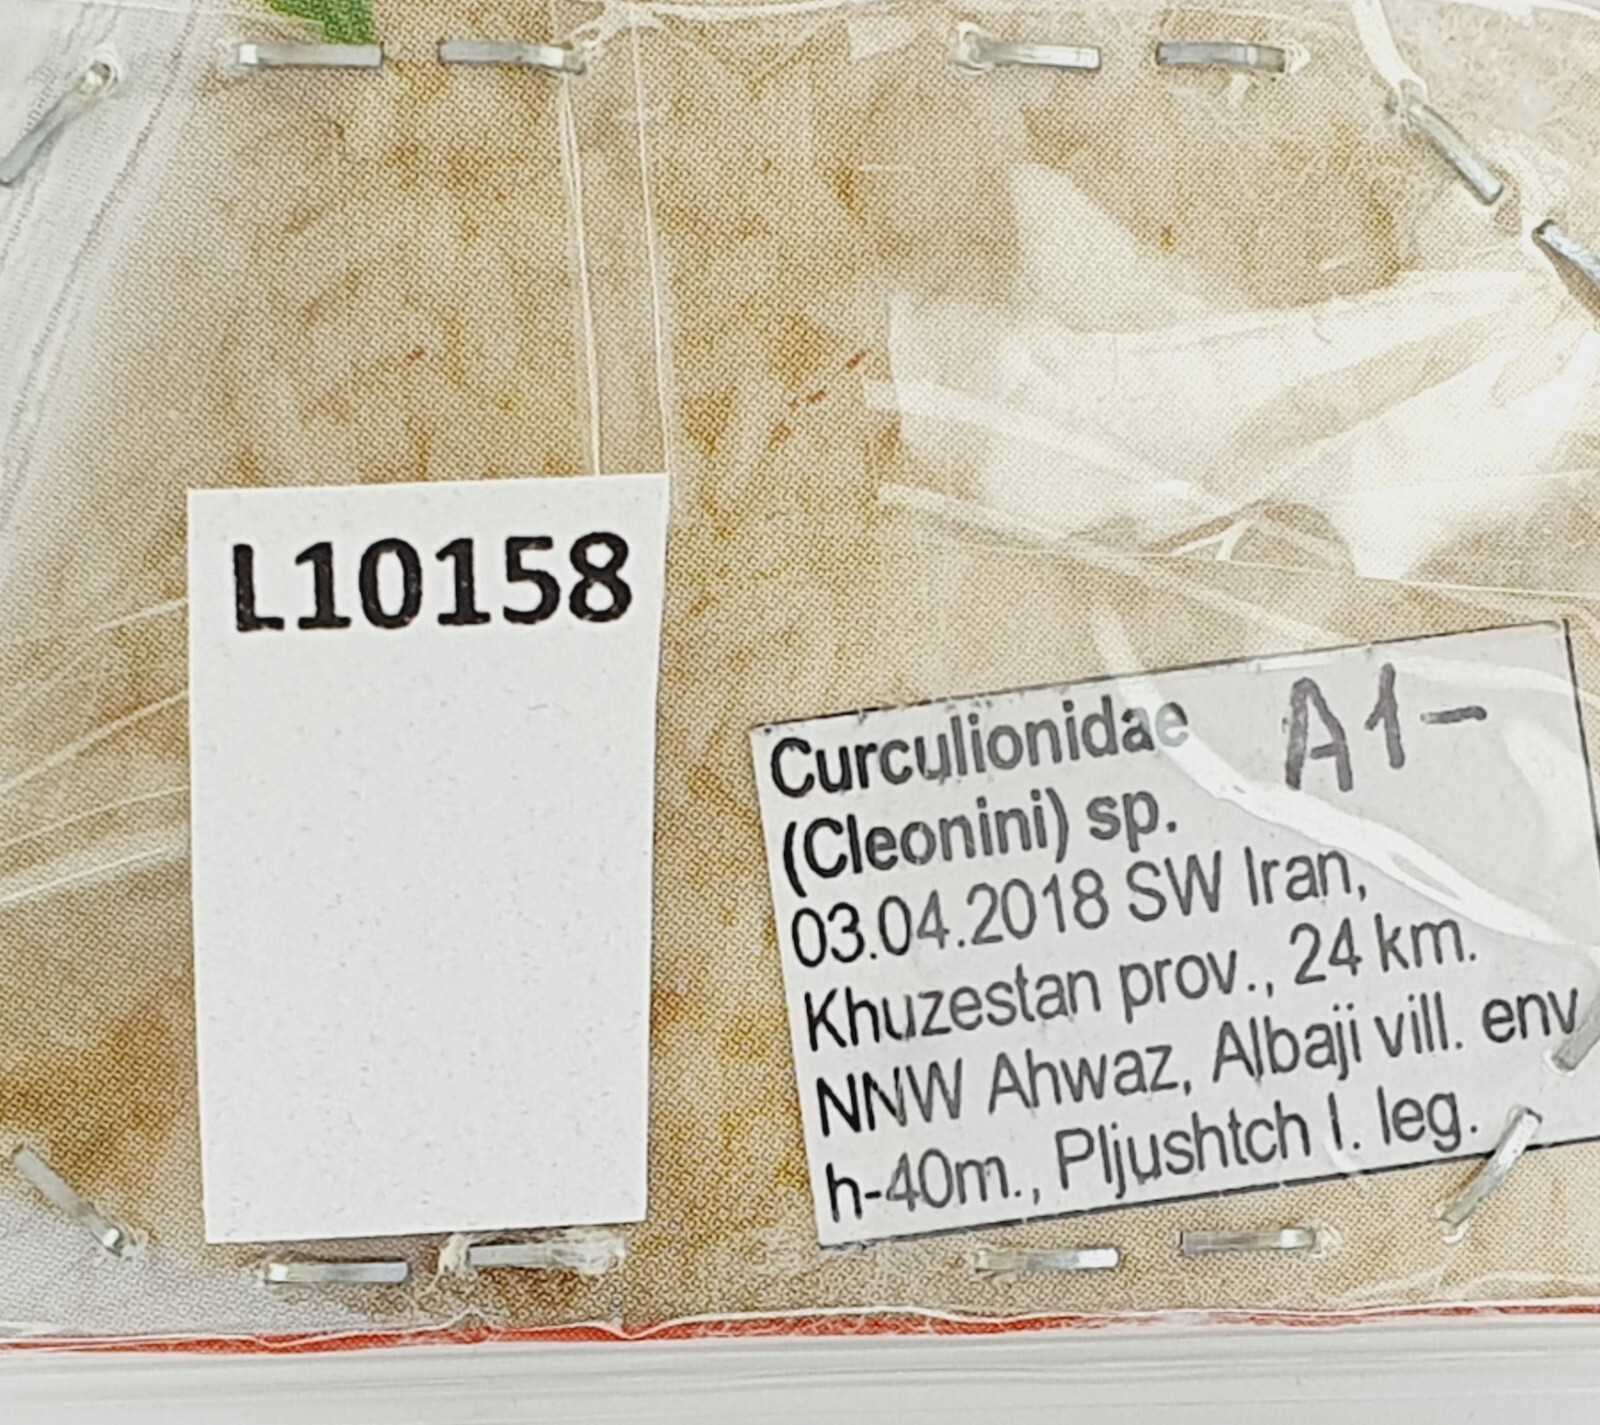 L10158
Curculionidae A1-
(Cleonini) sp.
03.04.2018 SW Iran,
Khuzestan prov., 24 km.
NNW Ahwaz, Albaji vill. env
h-40m., Pljushtch I. leg.